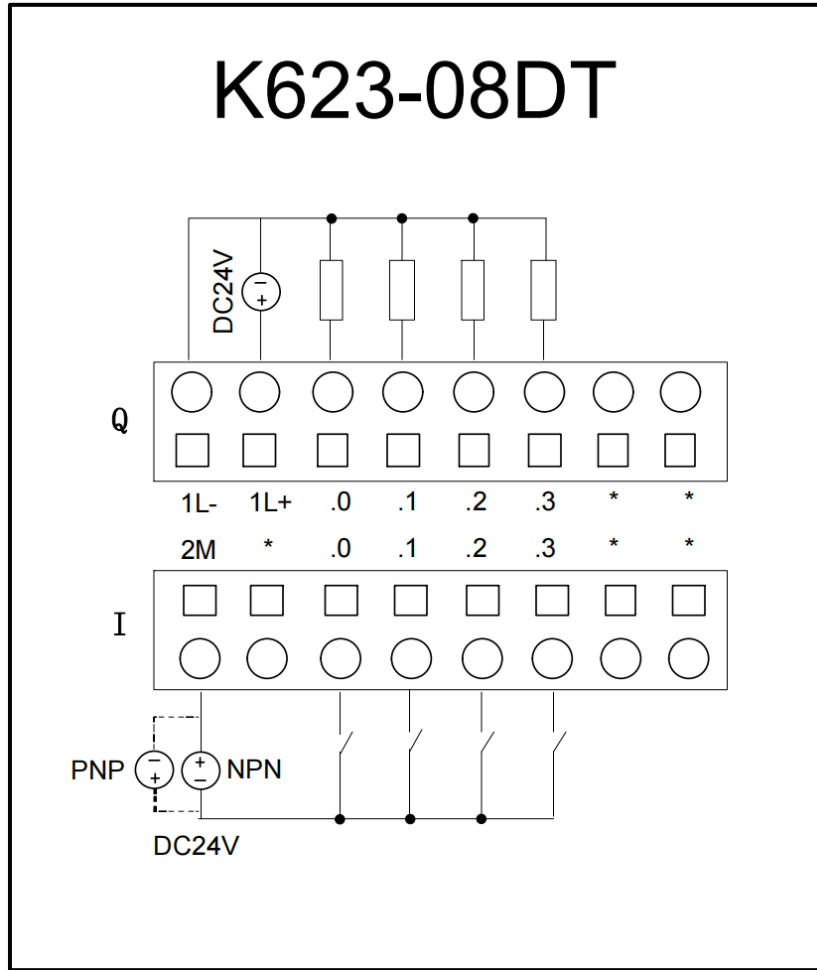 K623-08DT
DC24V
Q
1L- 1L+ .0 .1 .2 .3 * *
2M * .0 .1 .2 .3 * *
I
PNP NPN
DC24V